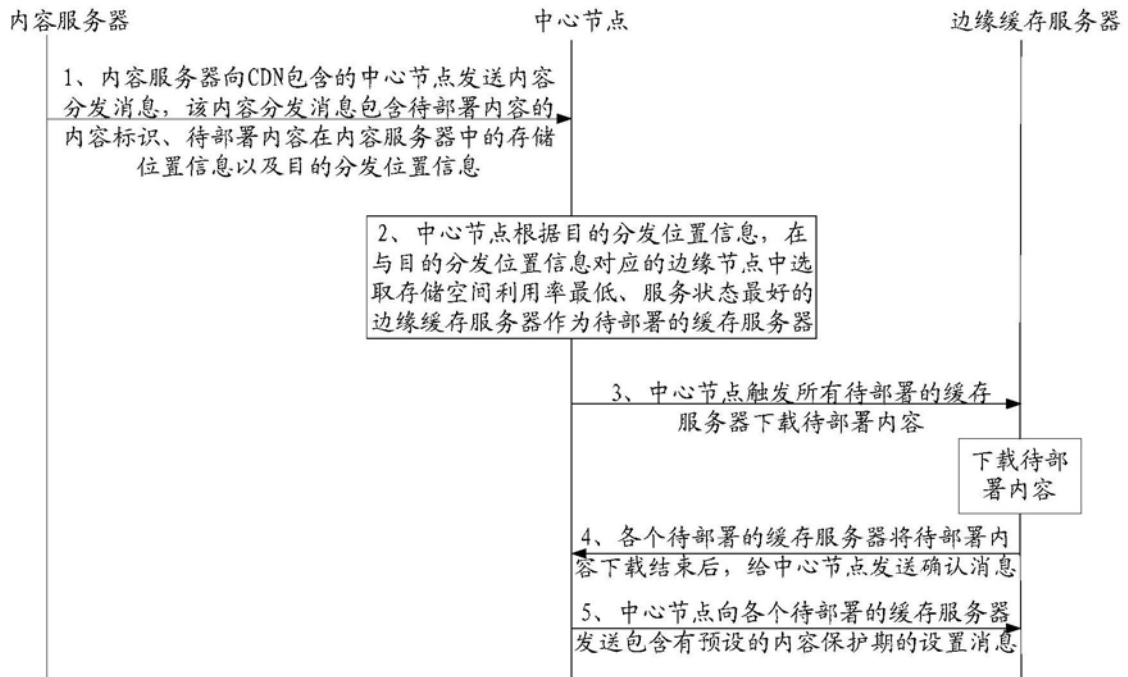 内容服务器
中心节点
边缘缓存服务器
1、内容服务器向CDN包含的中心节点发送内容
分发消息，该内容分发消息包含待部署内容的
内容标识、待部署内容在内容服务器中的存储
位置信息以及目的分发位置信息
2、中心节点根据目的分发位置信息，在
与目的分发位置信息对应的边缘节点中选
取存储空间利用率最低、服务状态最好的
边缘缓存服务器作为待部署的缓存服务器
3、中心节点触发所有待部署的缓存
服务器下载待部署内容
下载待部
署内容
4、各个待部署的缓存服务器将待部署内
容下载结束后，给中心节点发送确认消息
5、中心节点向各个待部署的缓存服务器
发送包含有预设的内容保护期的设置消息